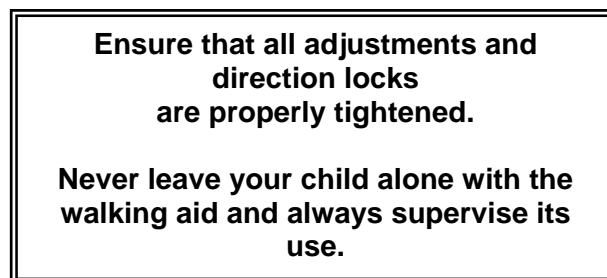 Ensure that all adjustments and
direction locks
are properly tightened.
Never leave your child alone with the
walking aid and always supervise its
use.